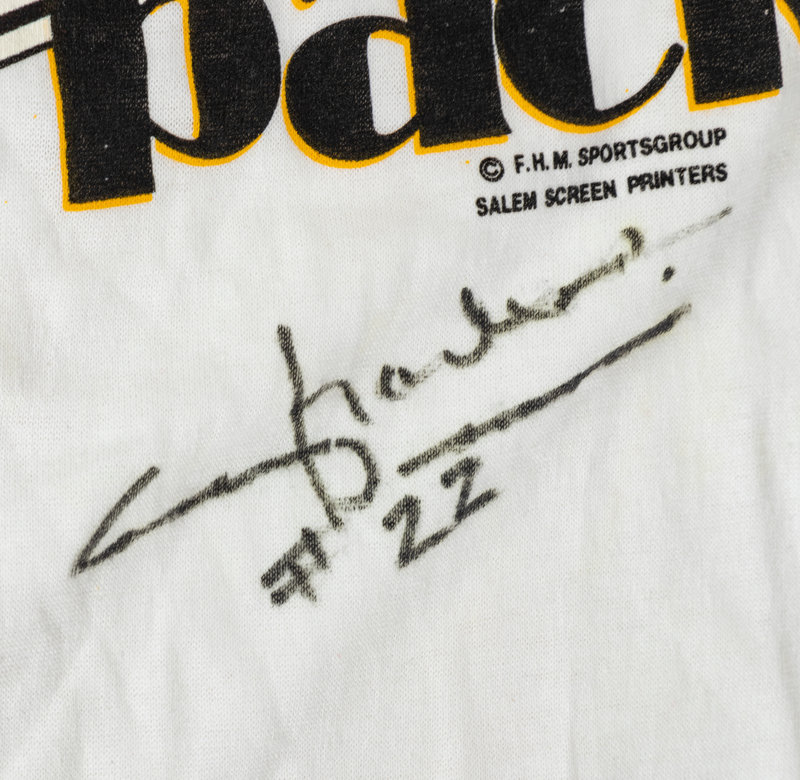 pack
© F.H.M. SPORTSGROUP
SALEM SCREEN PRINTERS
#22